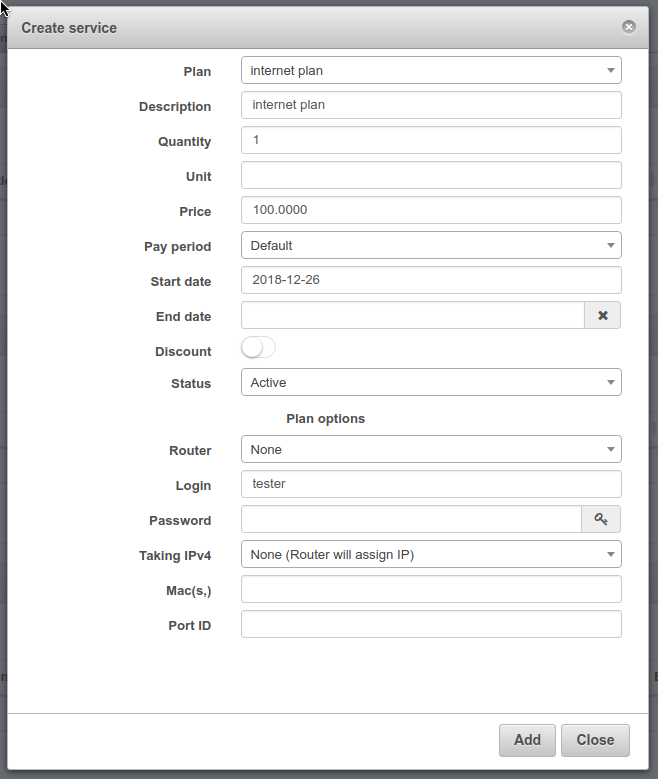 Create service
Plan internet plan
Description internet plan
Quantity 1
Unit
Price 100.0000
Pay period Default
Start date 2018-12-26
End date
Discount
Status Active
Plan options
Router None
Login tester
Password
Taking IPv4 None (Router will assign IP)
Mac(s,)
Port ID
Add Close